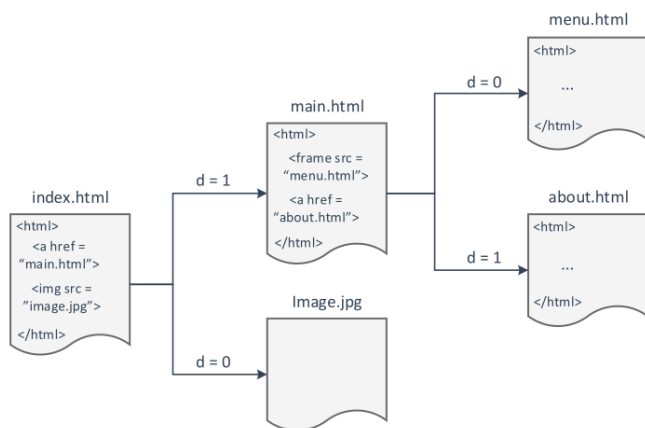 index.html
<html>
<a href =
“main.html”>
<img src =
”image.jpg”>
</html>
d = 1
d = 0
main.html
<html>
<frame src =
“menu.html”>
<a href =
“about.html”>
</html>
Image.jpg
d = 0
d = 1
menu.html
<html>
...
</html>
about.html
<html>
...
</html>